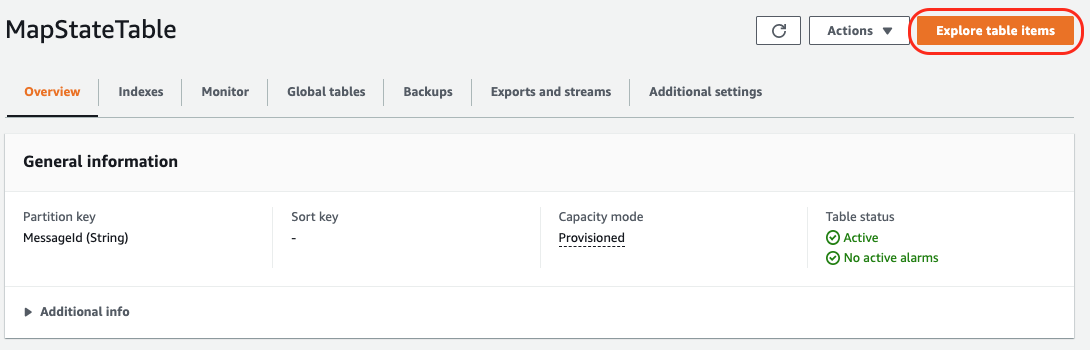 MapStateTable
Actions
Explore table items
Overview
Indexes
Monitor
Global tables
Backups
Exports and streams
Additional settings
General information
Partition key
MessageId (String)
Sort key
-
Capacity mode
Provisioned
Table status
Active
No active alarms
Additional info